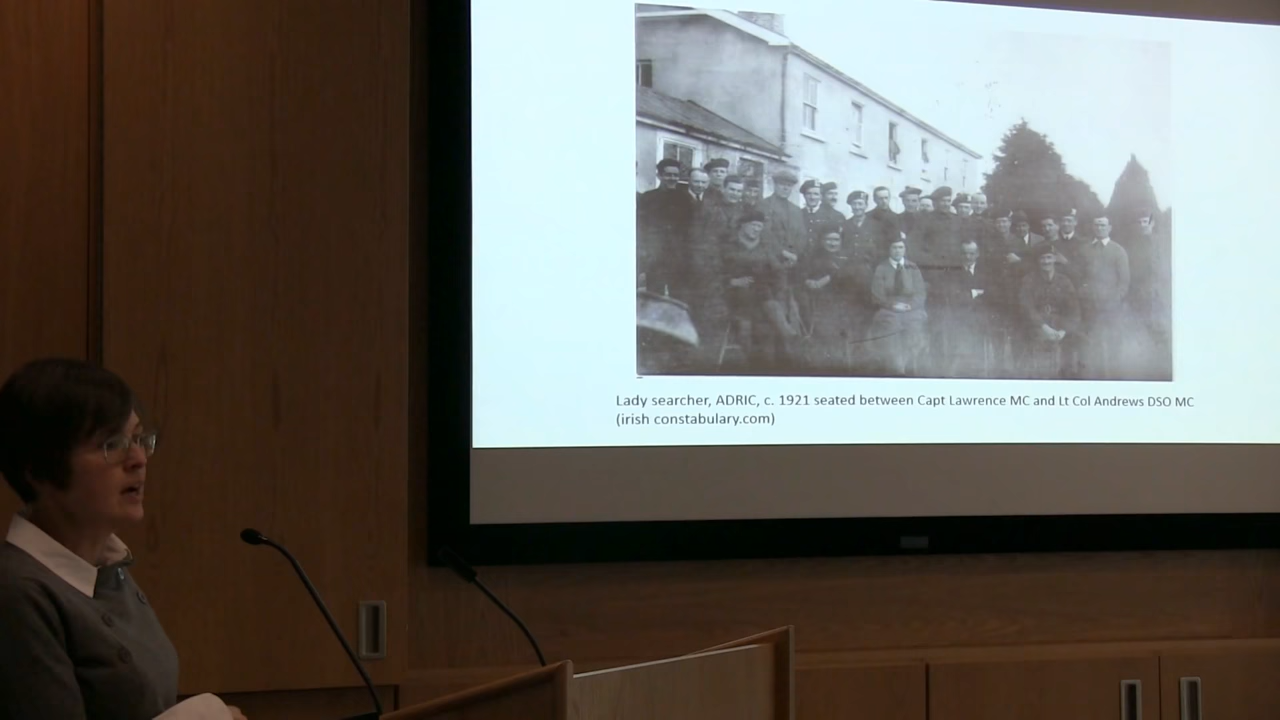 Lady searcher, ADRIC, c. 1921 seated between Capt Lawrence MC and Lt Col Andrews DSO MC
(irish constabulary.com)